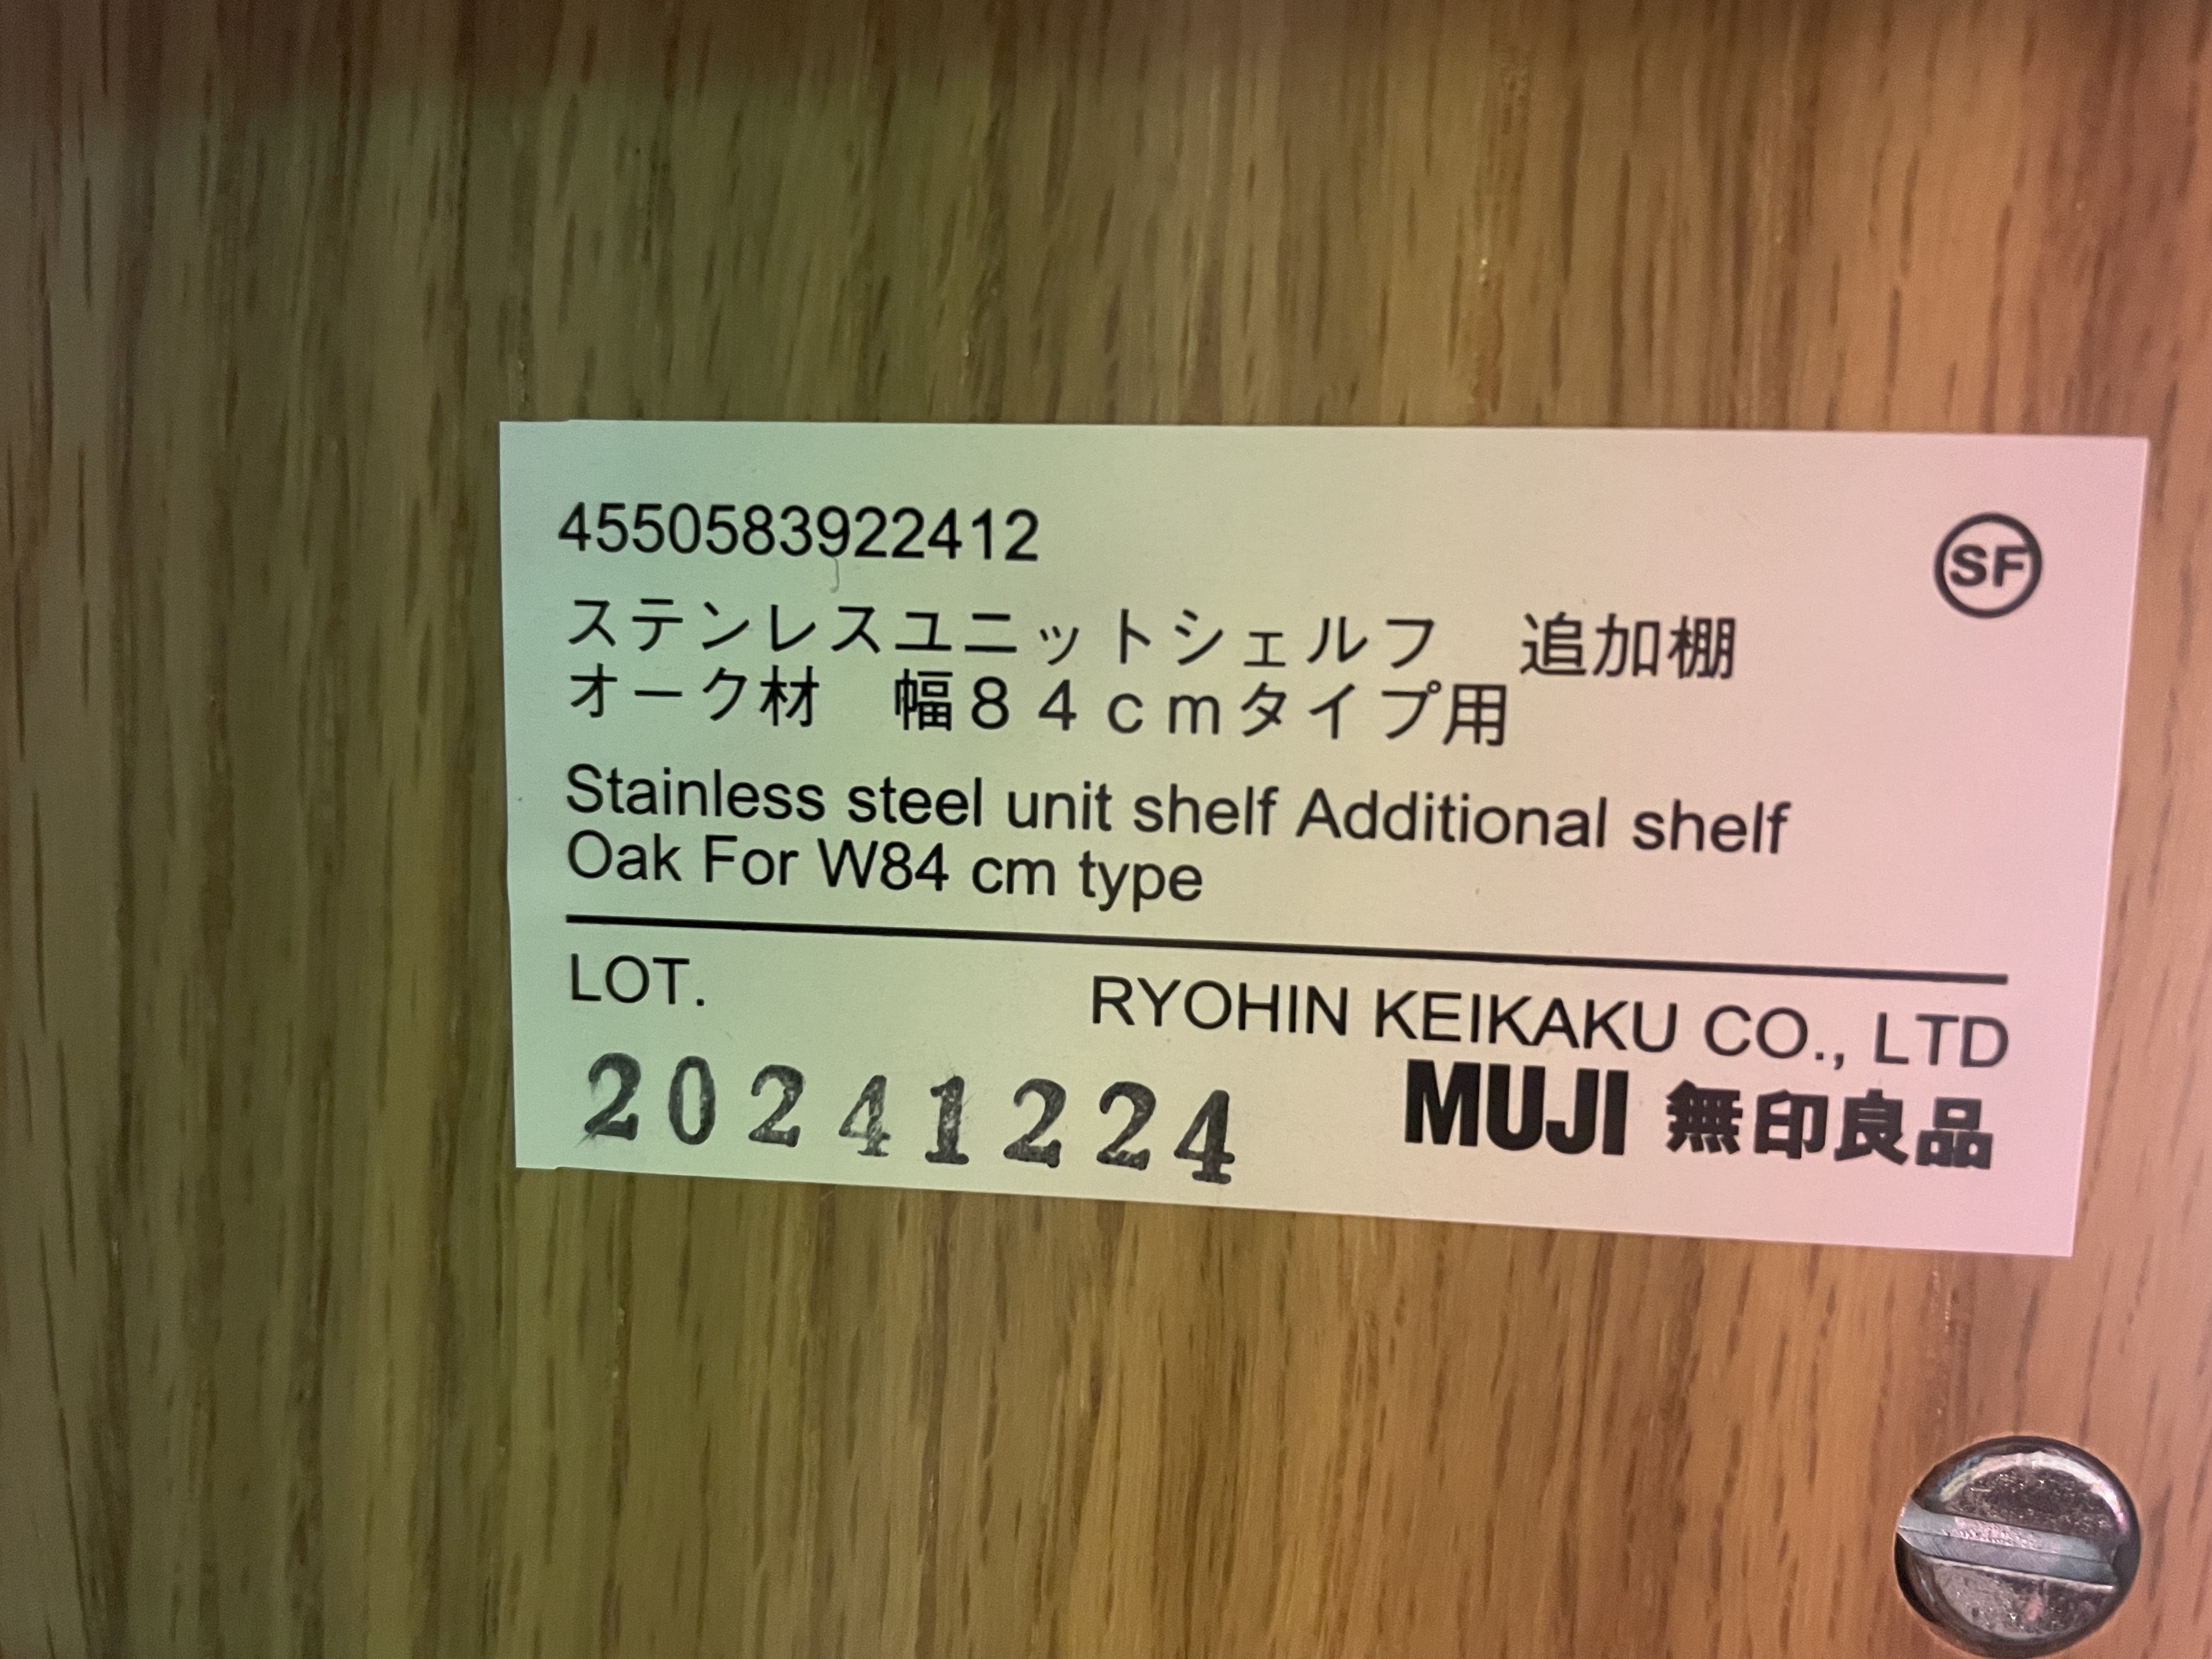 4550583922412
SF
ステンレスユニットシェルフ　追加棚
オーク材　幅８４ｃｍタイプ用
Stainless steel unit shelf Additional shelf
Oak For W84 cm type
LOT.
RYOHIN KEIKAKU CO., LTD
20241224
MUJI 無印良品